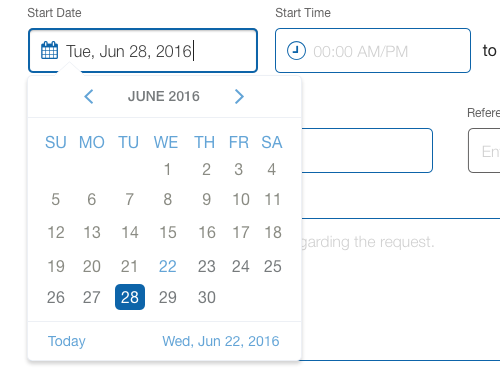 Start Date
Start Time
Tue, Jun 28, 2016
00:00 AM/PM
to
JUNE 2016
Refere
SU MO TU WE TH FR SA
En
1 2 3 4
5 6 7 8 9 10 11
12 13 14 15 16 17 18
garding the request.
19 20 21 22 23 24 25
26 27 28 29 30
Today
Wed, Jun 22, 2016